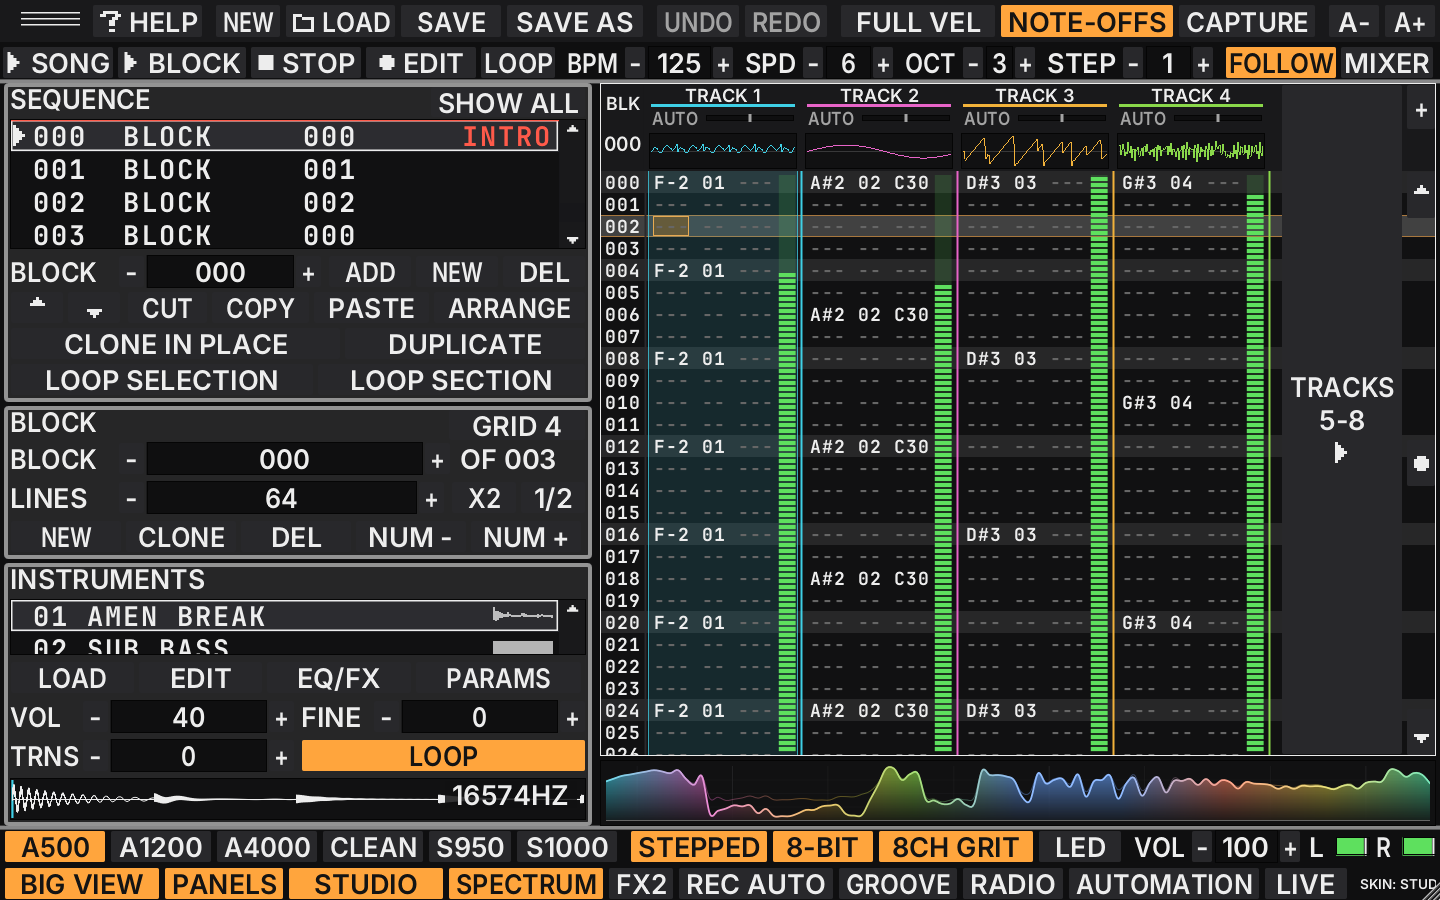 HELP NEW LOAD SAVE SAVE AS UNDO REDO FULL VEL NOTE-OFFS CAPTURE A- A+
SONG BLOCK STOP EDIT LOOP BPM - 125 + SPD - 6 + OCT - 3 + STEP - 1 + FOLLOW MIXER
SEQUENCE SHOW ALL
000 BLOCK 000 INTRO
001 BLOCK 001
002 BLOCK 002
003 BLOCK 000
BLOCK - 000 + ADD NEW DEL
CUT COPY PASTE ARRANGE
CLONE IN PLACE DUPLICATE
LOOP SELECTION LOOP SECTION
BLOCK GRID 4
BLOCK - 000 + OF 003
LINES - 64 + X2 1/2
NEW CLONE DEL NUM - NUM +
INSTRUMENTS
01 AMEN BREAK
02 SUB BASS
LOAD EDIT EQ/FX PARAMS
VOL - 40 + FINE - 0 +
TRNS - 0 + LOOP
16574HZ
BLK TRACK 1 TRACK 2 TRACK 3 TRACK 4 +
AUTO AUTO AUTO AUTO
000
000 F-2 01 --- A#2 02 C30 D#3 03 G#3 04 ---
001 --- -- --- --- -- --- --- -- --- --- -- ---
002 --- -- --- --- -- --- --- -- --- --- -- ---
003 --- -- --- --- -- --- --- -- --- --- -- ---
004 F-2 01 --- --- -- --- --- -- --- --- -- ---
005 --- -- --- --- -- --- --- -- --- --- -- ---
006 --- -- --- A#2 02 C30 --- -- --- --- -- ---
007 --- -- --- --- -- --- --- -- --- --- -- ---
008 F-2 01 --- --- -- --- D#3 03 --- --- -- ---
009 --- -- --- --- -- --- --- -- --- --- -- ---
010 --- -- --- --- -- --- --- -- --- G#3 04 ---
011 --- -- --- --- -- --- --- -- --- --- -- ---
012 F-2 01 --- A#2 02 C30 D#3 03 --- --- -- ---
013 --- -- --- --- -- --- --- -- --- --- -- ---
014 --- -- --- --- -- --- --- -- --- --- -- ---
015 --- -- --- --- -- --- --- -- --- --- -- ---
016 F-2 01 --- --- -- --- D#3 03 --- --- -- ---
017 --- -- --- --- -- --- --- -- --- --- -- ---
018 --- -- --- A#2 02 C30 --- -- --- --- -- ---
019 --- -- --- --- -- --- --- -- --- --- -- ---
020 F-2 01 --- --- -- --- --- -- --- G#3 04 ---
021 --- -- --- --- -- --- --- -- --- --- -- ---
022 --- -- --- --- -- --- --- -- --- --- -- ---
023 --- -- --- --- -- --- --- -- --- --- -- ---
024 F-2 01 --- A#2 02 C30 D#3 03 --- --- -- ---
025 --- -- --- --- -- --- --- -- --- --- -- ---
026
TRACKS
5-8
A500 A1200 A4000 CLEAN S950 S1000 STEPPED 8-BIT 8CH GRIT LED VOL - 100 + L R
BIG VIEW PANELS STUDIO SPECTRUM FX2 REC AUTO GROOVE RADIO AUTOMATION LIVE SKIN: STUD